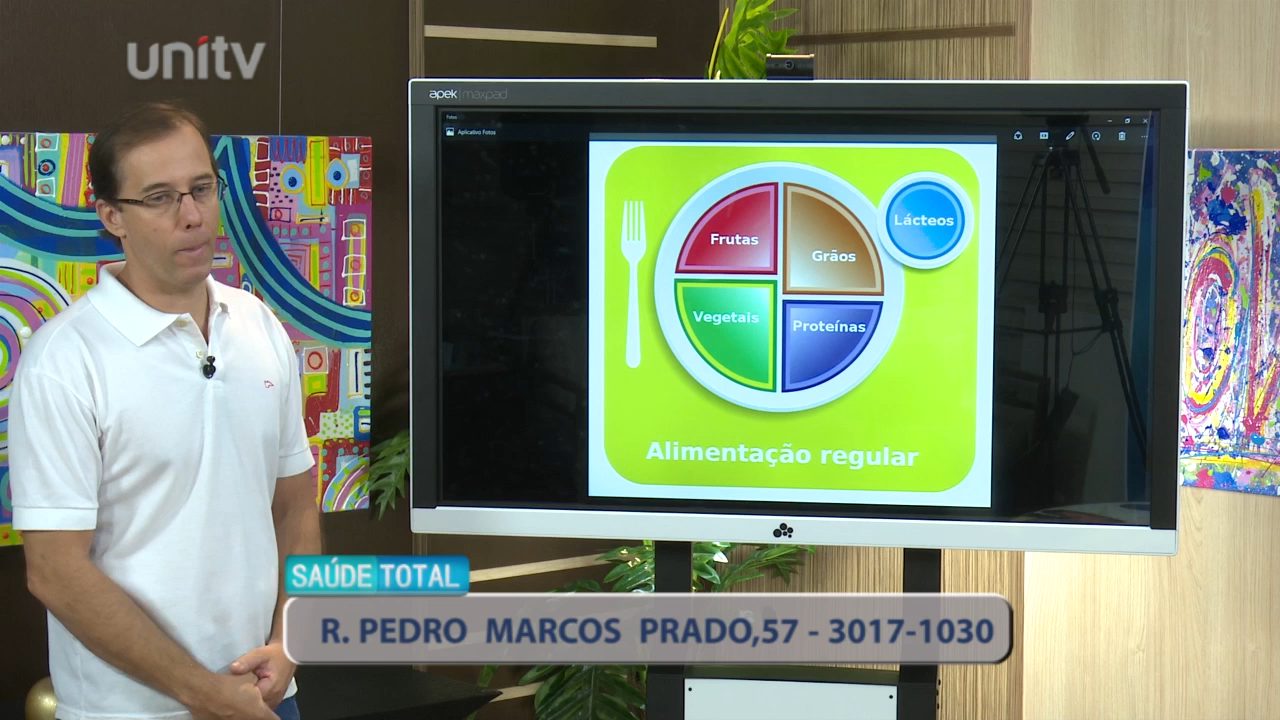 unitv
apek|maxpad
Fotos
Aplicativo Fotos
Frutas
Grãos
Lácteos
Vegetais
Proteínas
Alimentação regular
SAÚDE TOTAL
R. PEDRO MARCOS PRADO,57 - 3017-1030